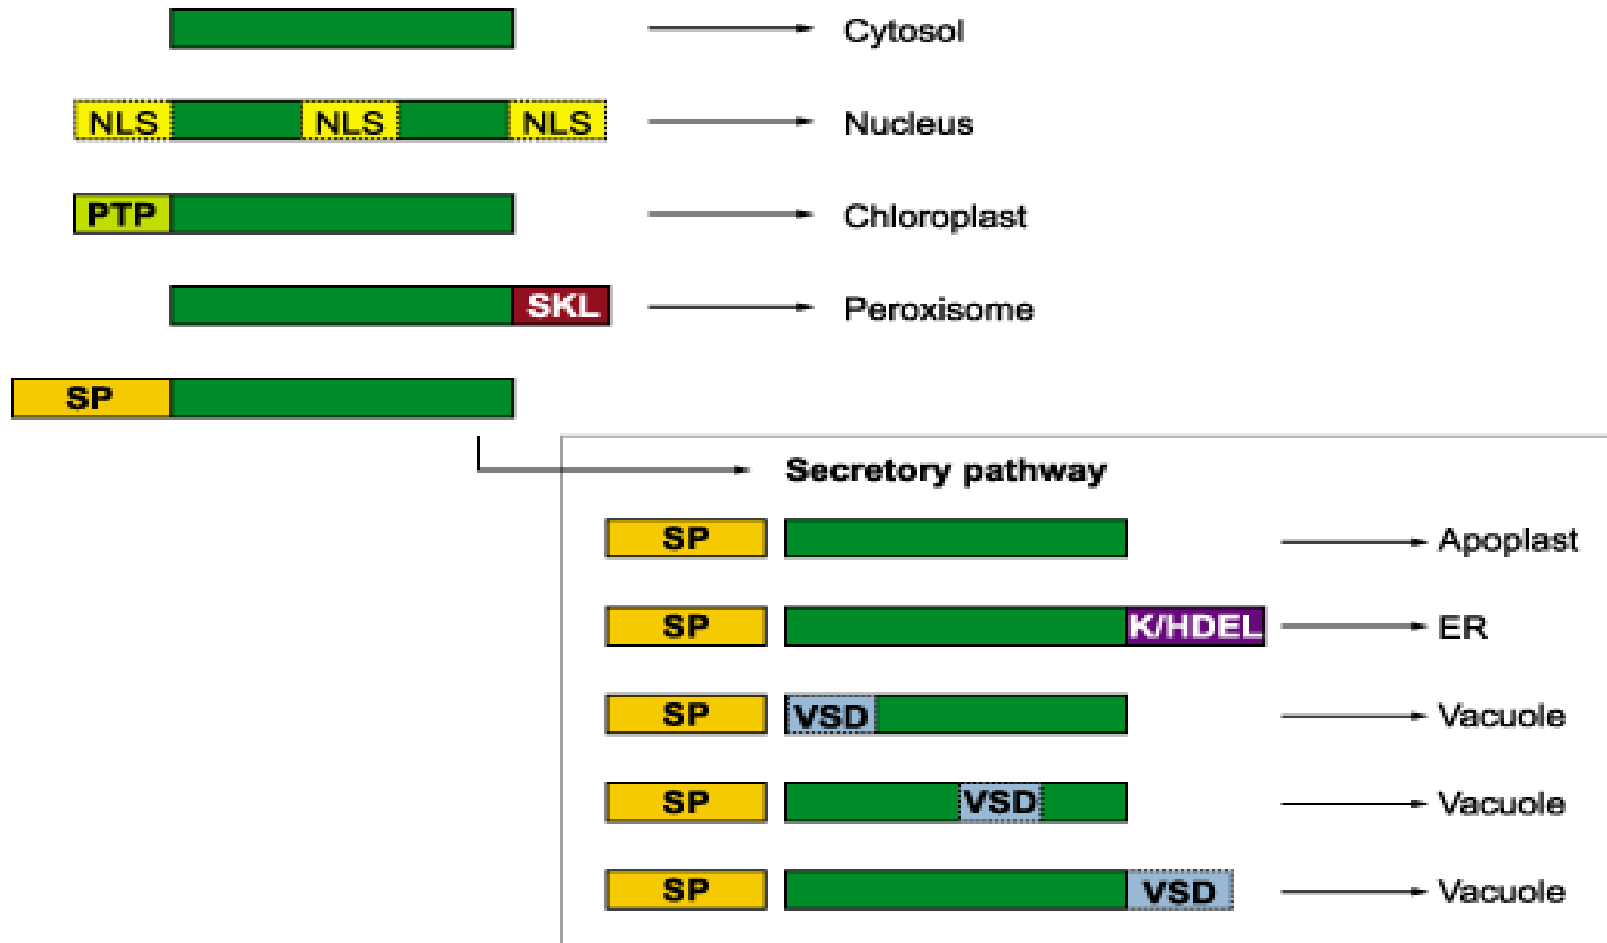 Cytosol
NLS NLS NLS Nucleus
PTP Chloroplast
SKL Peroxisome
SP
Secretory pathway
SP Apoplast
SP K/HDEL ER
SP VSD Vacuole
SP VSD Vacuole
SP VSD Vacuole